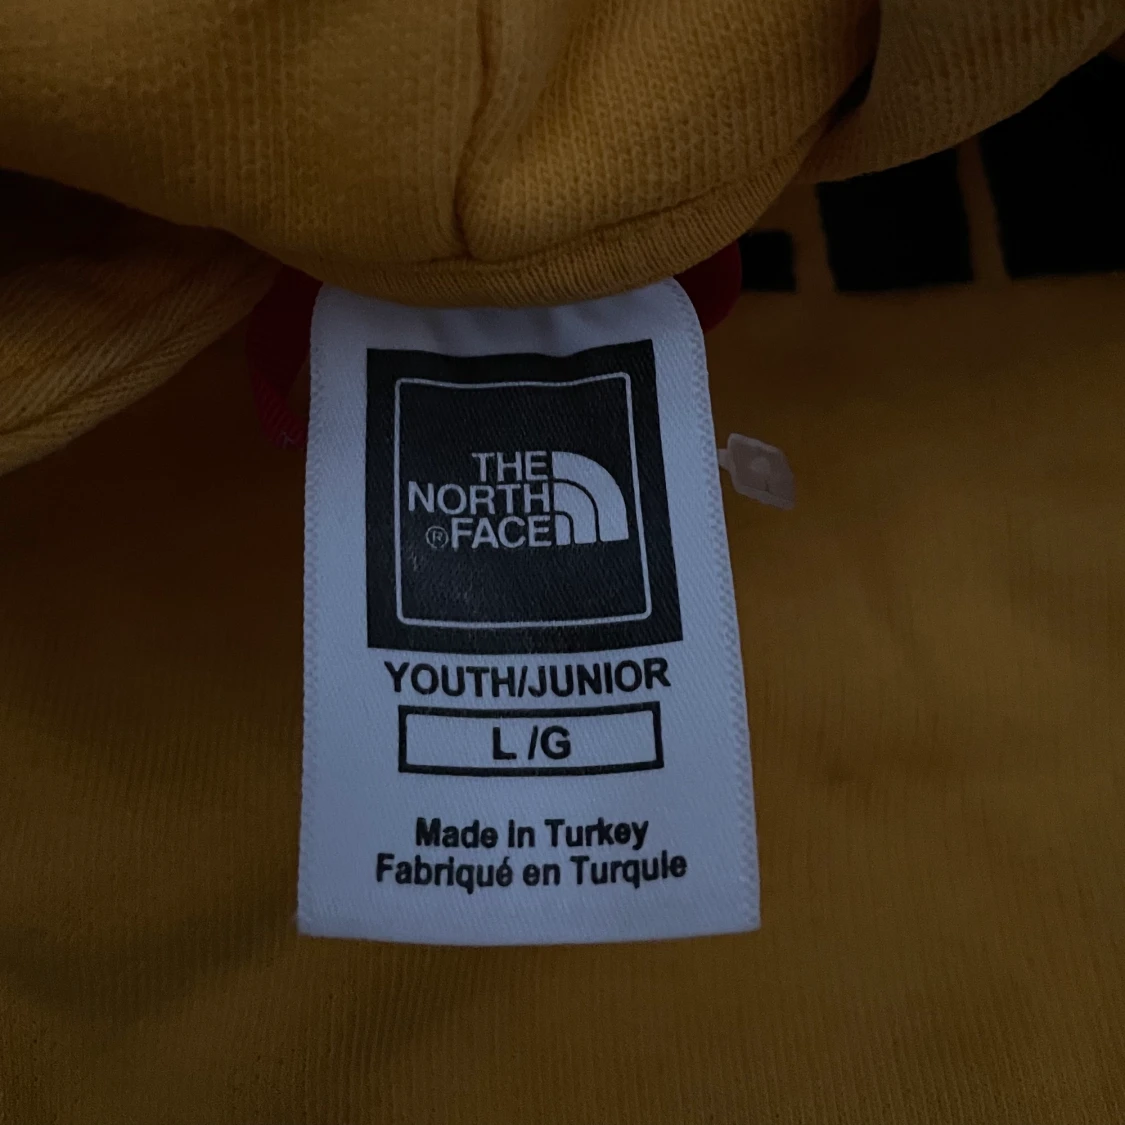 THE
NORTH
®FACE
YOUTH/JUNIOR
L /G
Made in Turkey
Fabriqué en Turquie